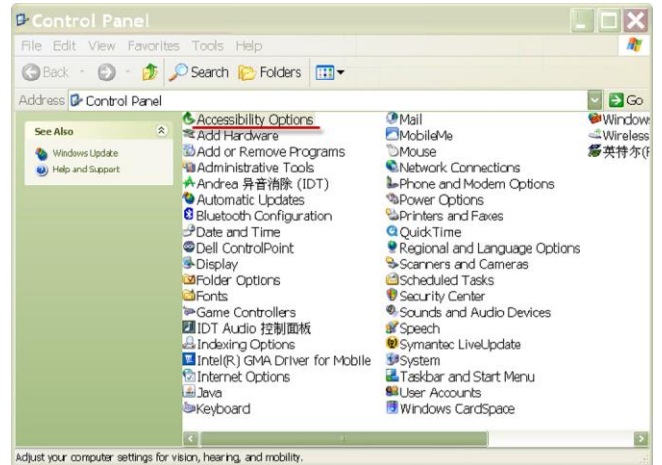 Control Panel
File Edit View Favorites Tools Help
Back Search Folders
Address Control Panel Go
See Also
Windows Update
Help and Support
Accessibility Options
Add Hardware
Add or Remove Programs
Administrative Tools
Andrea 异音消除 (IDT)
Automatic Updates
Bluetooth Configuration
Date and Time
Dell ControlPoint
Display
Folder Options
Fonts
Game Controllers
IDT Audio 控制面板
Indexing Options
Intel(R) GMA Driver for Mobile
Internet Options
Java
Keyboard
Mail
MobileMe
Mouse
Network Connections
Phone and Modem Options
Power Options
Printers and Faxes
QuickTime
Regional and Language Options
Scanners and Cameras
Scheduled Tasks
Security Center
Sounds and Audio Devices
Speech
Symantec LiveUpdate
System
Taskbar and Start Menu
User Accounts
Windows CardSpace
Window
Wireless
英特尔(
Adjust your computer settings for vision, hearing, and mobility.